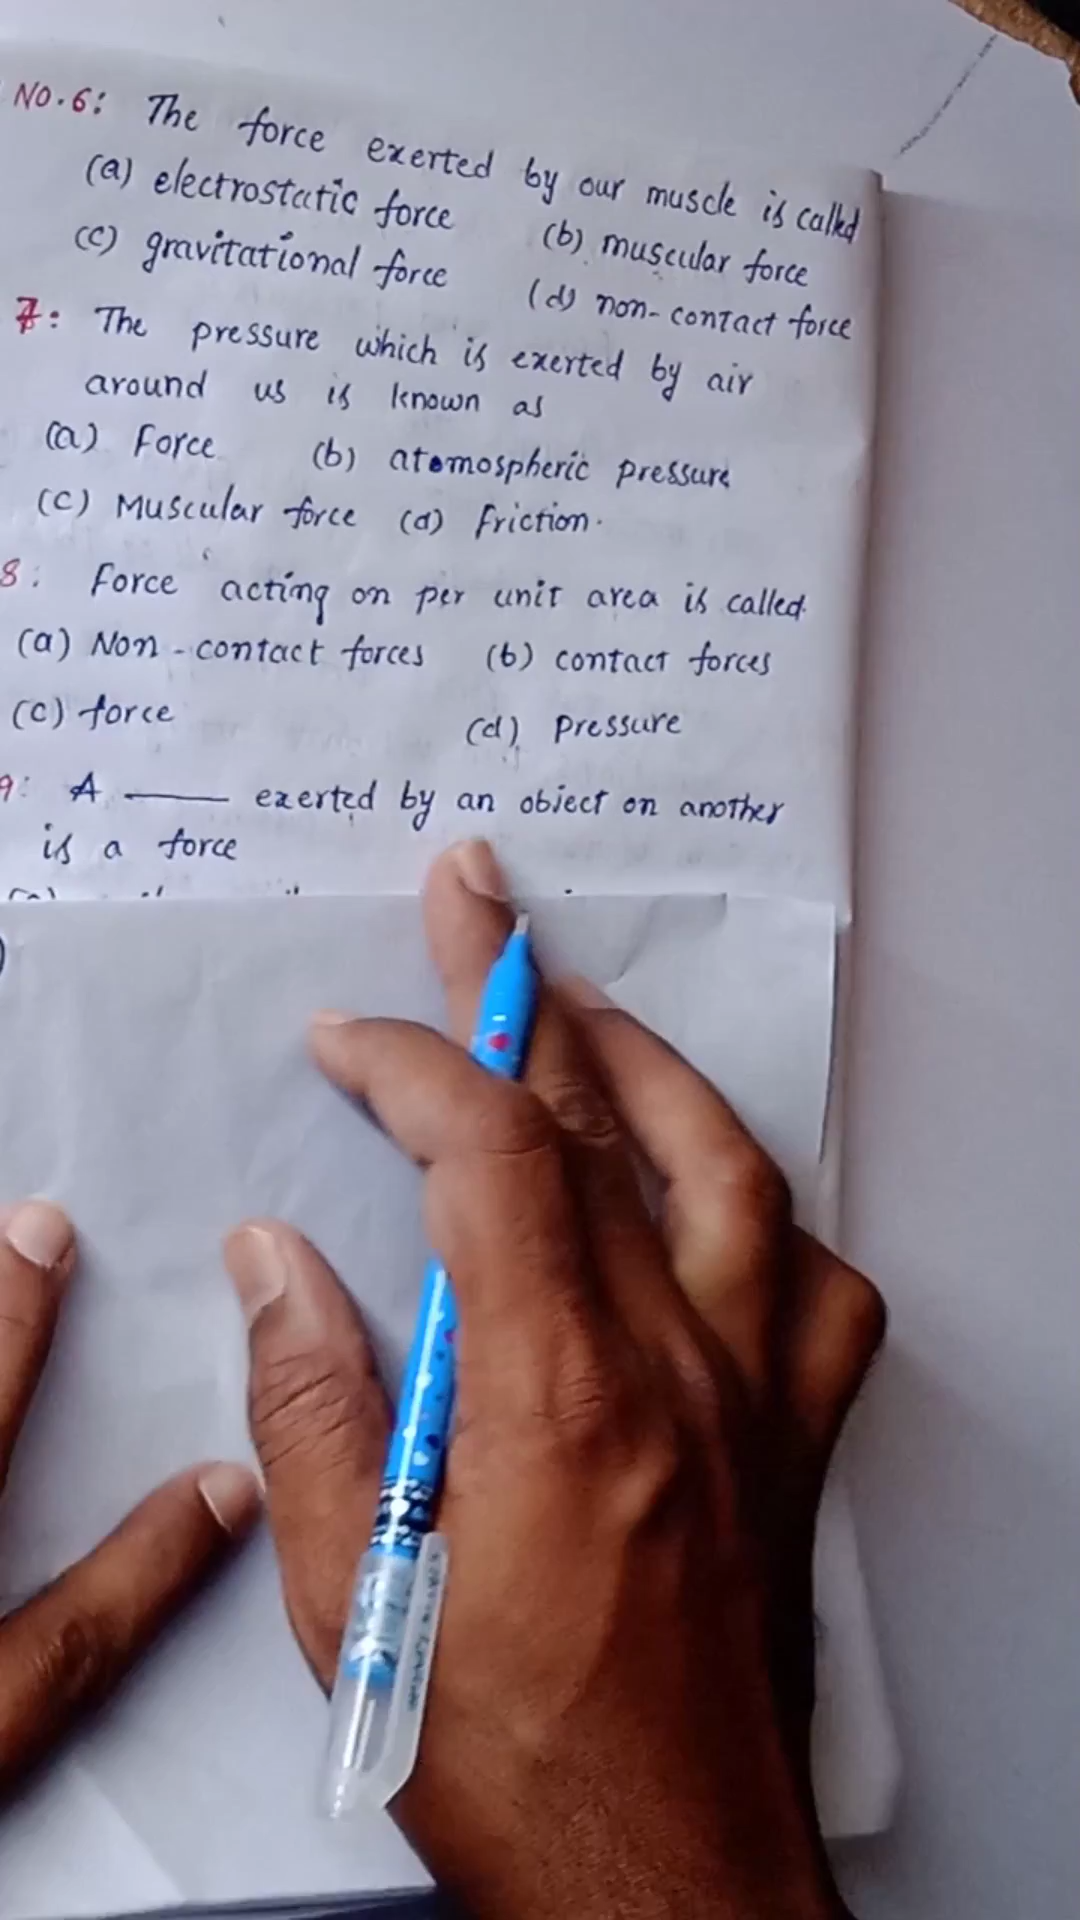 No.6: The force exerted by our muscle is called
(a) electrostatic force (b) muscular force
(c) gravitational force (d) non-contact force
7: The pressure which is exerted by air
around us is known as
(a) Force (b) atomospheric pressure
(c) Muscular force (d) Friction.
8: Force acting on per unit area is called.
(a) Non-contact forces (b) contact forces
(c) force (d) Pressure
9: A ____ exerted by an object on another
is a force